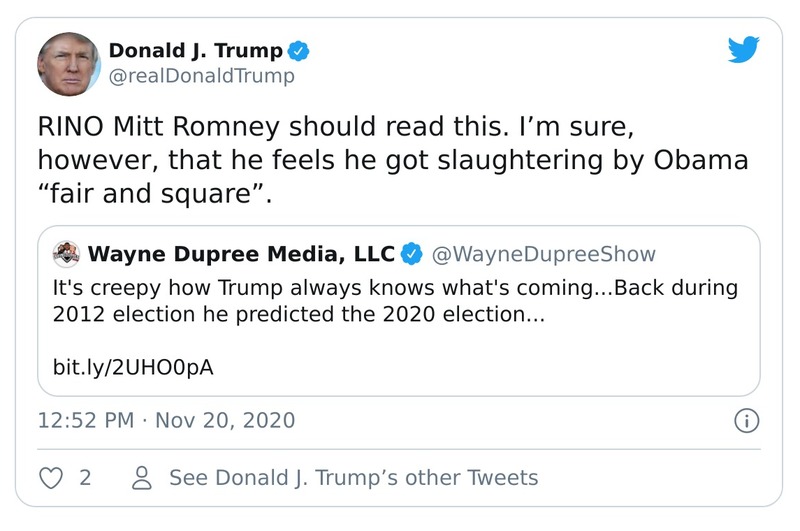 Donald J. Trump
@realDonaldTrump
RINO Mitt Romney should read this. I’m sure,
however, that he feels he got slaughtering by Obama
“fair and square”.
Wayne Dupree Media, LLC @WayneDupreeShow
It's creepy how Trump always knows what's coming...Back during
2012 election he predicted the 2020 election...
bit.ly/2UHO0pA
12:52 PM · Nov 20, 2020
2 See Donald J. Trump’s other Tweets